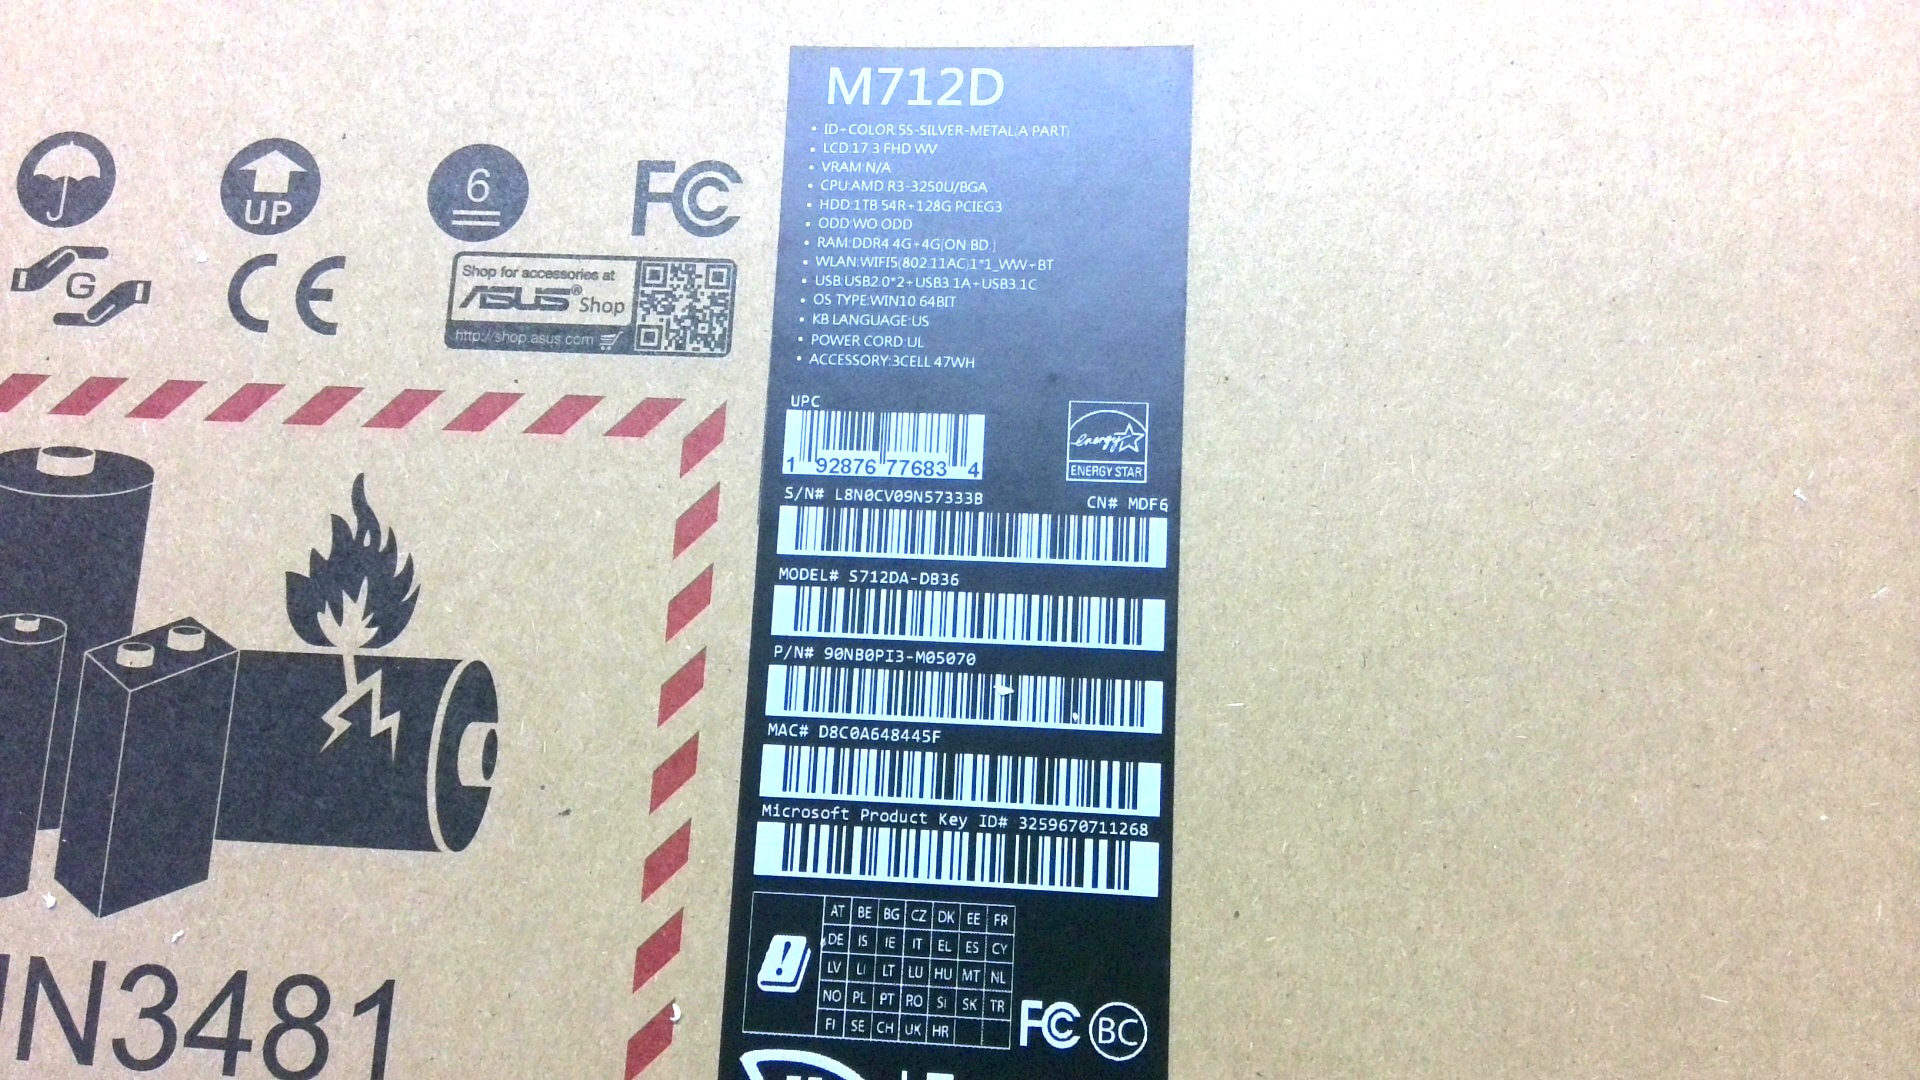 UP
6
FC
G
CE
Shop for accessories at
ASUS® Shop
http://shop.asus.com
UN3481
M712D
• ID+COLOR:5S-SILVER-METAL(A PART)
• LCD:17.3 FHD WV
• VRAM:N/A
• CPU:AMD R3-3250U/BGA
• HDD:1TB 54R+128G PCIEG3
• ODD:WO ODD
• RAM:DDR4 4G+4G(ON BD.)
• WLAN:WIFI5(802.11AC)1*1_WW+BT
• USB:USB2.0*2+USB3.1A+USB3.1C
• OS TYPE:WIN10 64BIT
• KB LANGUAGE:US
• POWER CORD:UL
• ACCESSORY:3CELL 47WH
UPC
1 92876 77683 4
energy
ENERGY STAR
S/N# L8N0CV09N57333B CN# MDF6
MODEL# S712DA-DB36
P/N# 90NB0PI3-M05070
MAC# D8C0A648445F
Microsoft Product Key ID# 3259670711268
AT BE BG CZ DK EE FR
DE IS IE IT EL ES CY
LV LI LT LU HU MT NL
NO PL PT RO SI SK TR
FI SE CH UK HR
FC BC